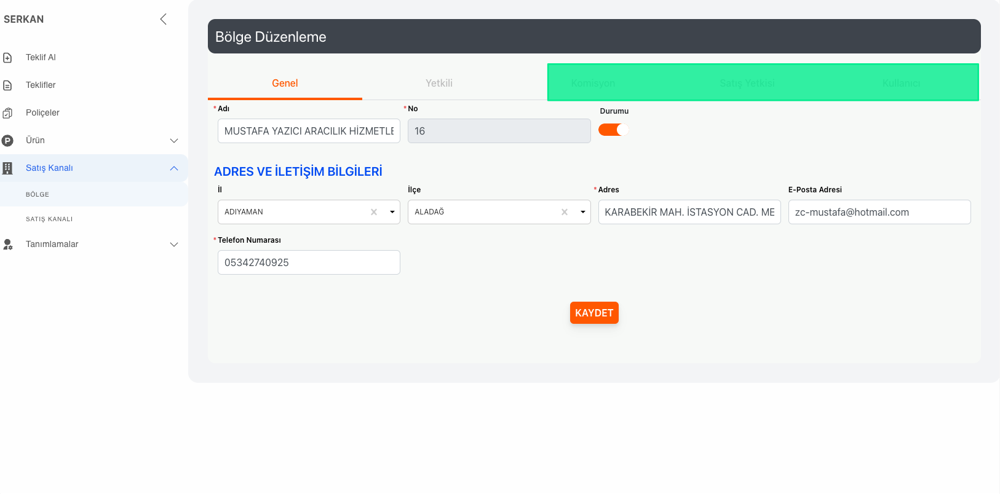 SERKAN
Teklif Al
Teklifler
Poliçeler
Ürün
Satış Kanalı
BÖLGE
SATIŞ KANALI
Tanımlamalar
Bölge Düzenleme
Genel Yetkili Komisyon Satış Yetkisi Kullanıcı
* Adı * No Durumu
MUSTAFA YAZICI ARACILIK HİZMETLE 16
ADRES VE İLETİŞİM BİLGİLERİ
İl İlçe * Adres E-Posta Adresi
ADIYAMAN ALADAĞ KARABEKİR MAH. İSTASYON CAD. ME zc-mustafa@hotmail.com
* Telefon Numarası
05342740925
KAYDET